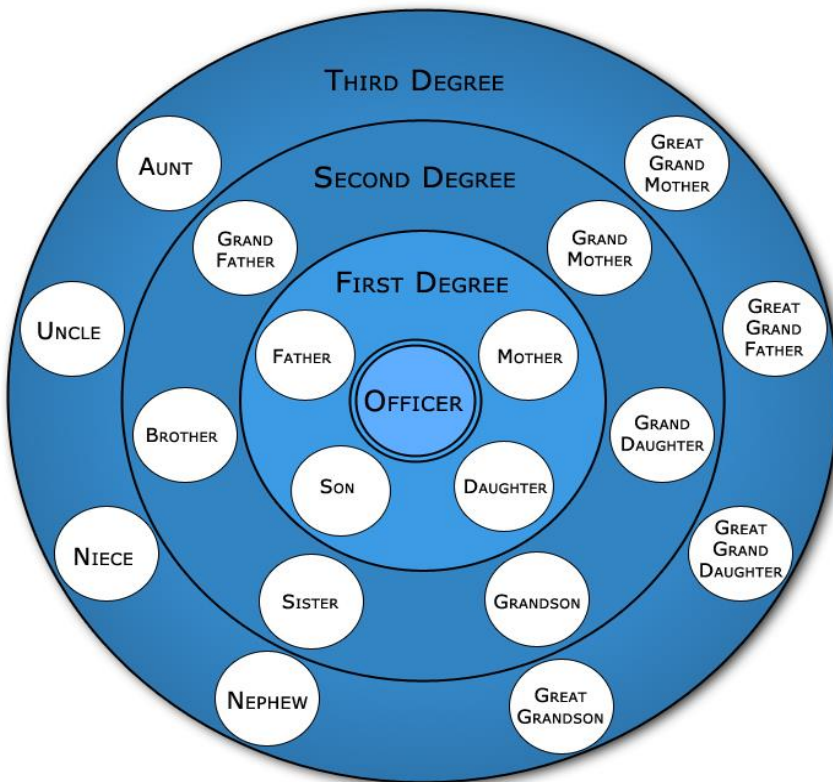 Third Degree
Aunt
Great
Grand
Mother
Second Degree
Grand
Father
Grand
Mother
First Degree
Uncle
Great
Grand
Father
Father
Mother
Officer
Brother
Grand
Daughter
Son
Daughter
Niece
Great
Grand
Daughter
Sister
Grandson
Nephew
Great
Grandson